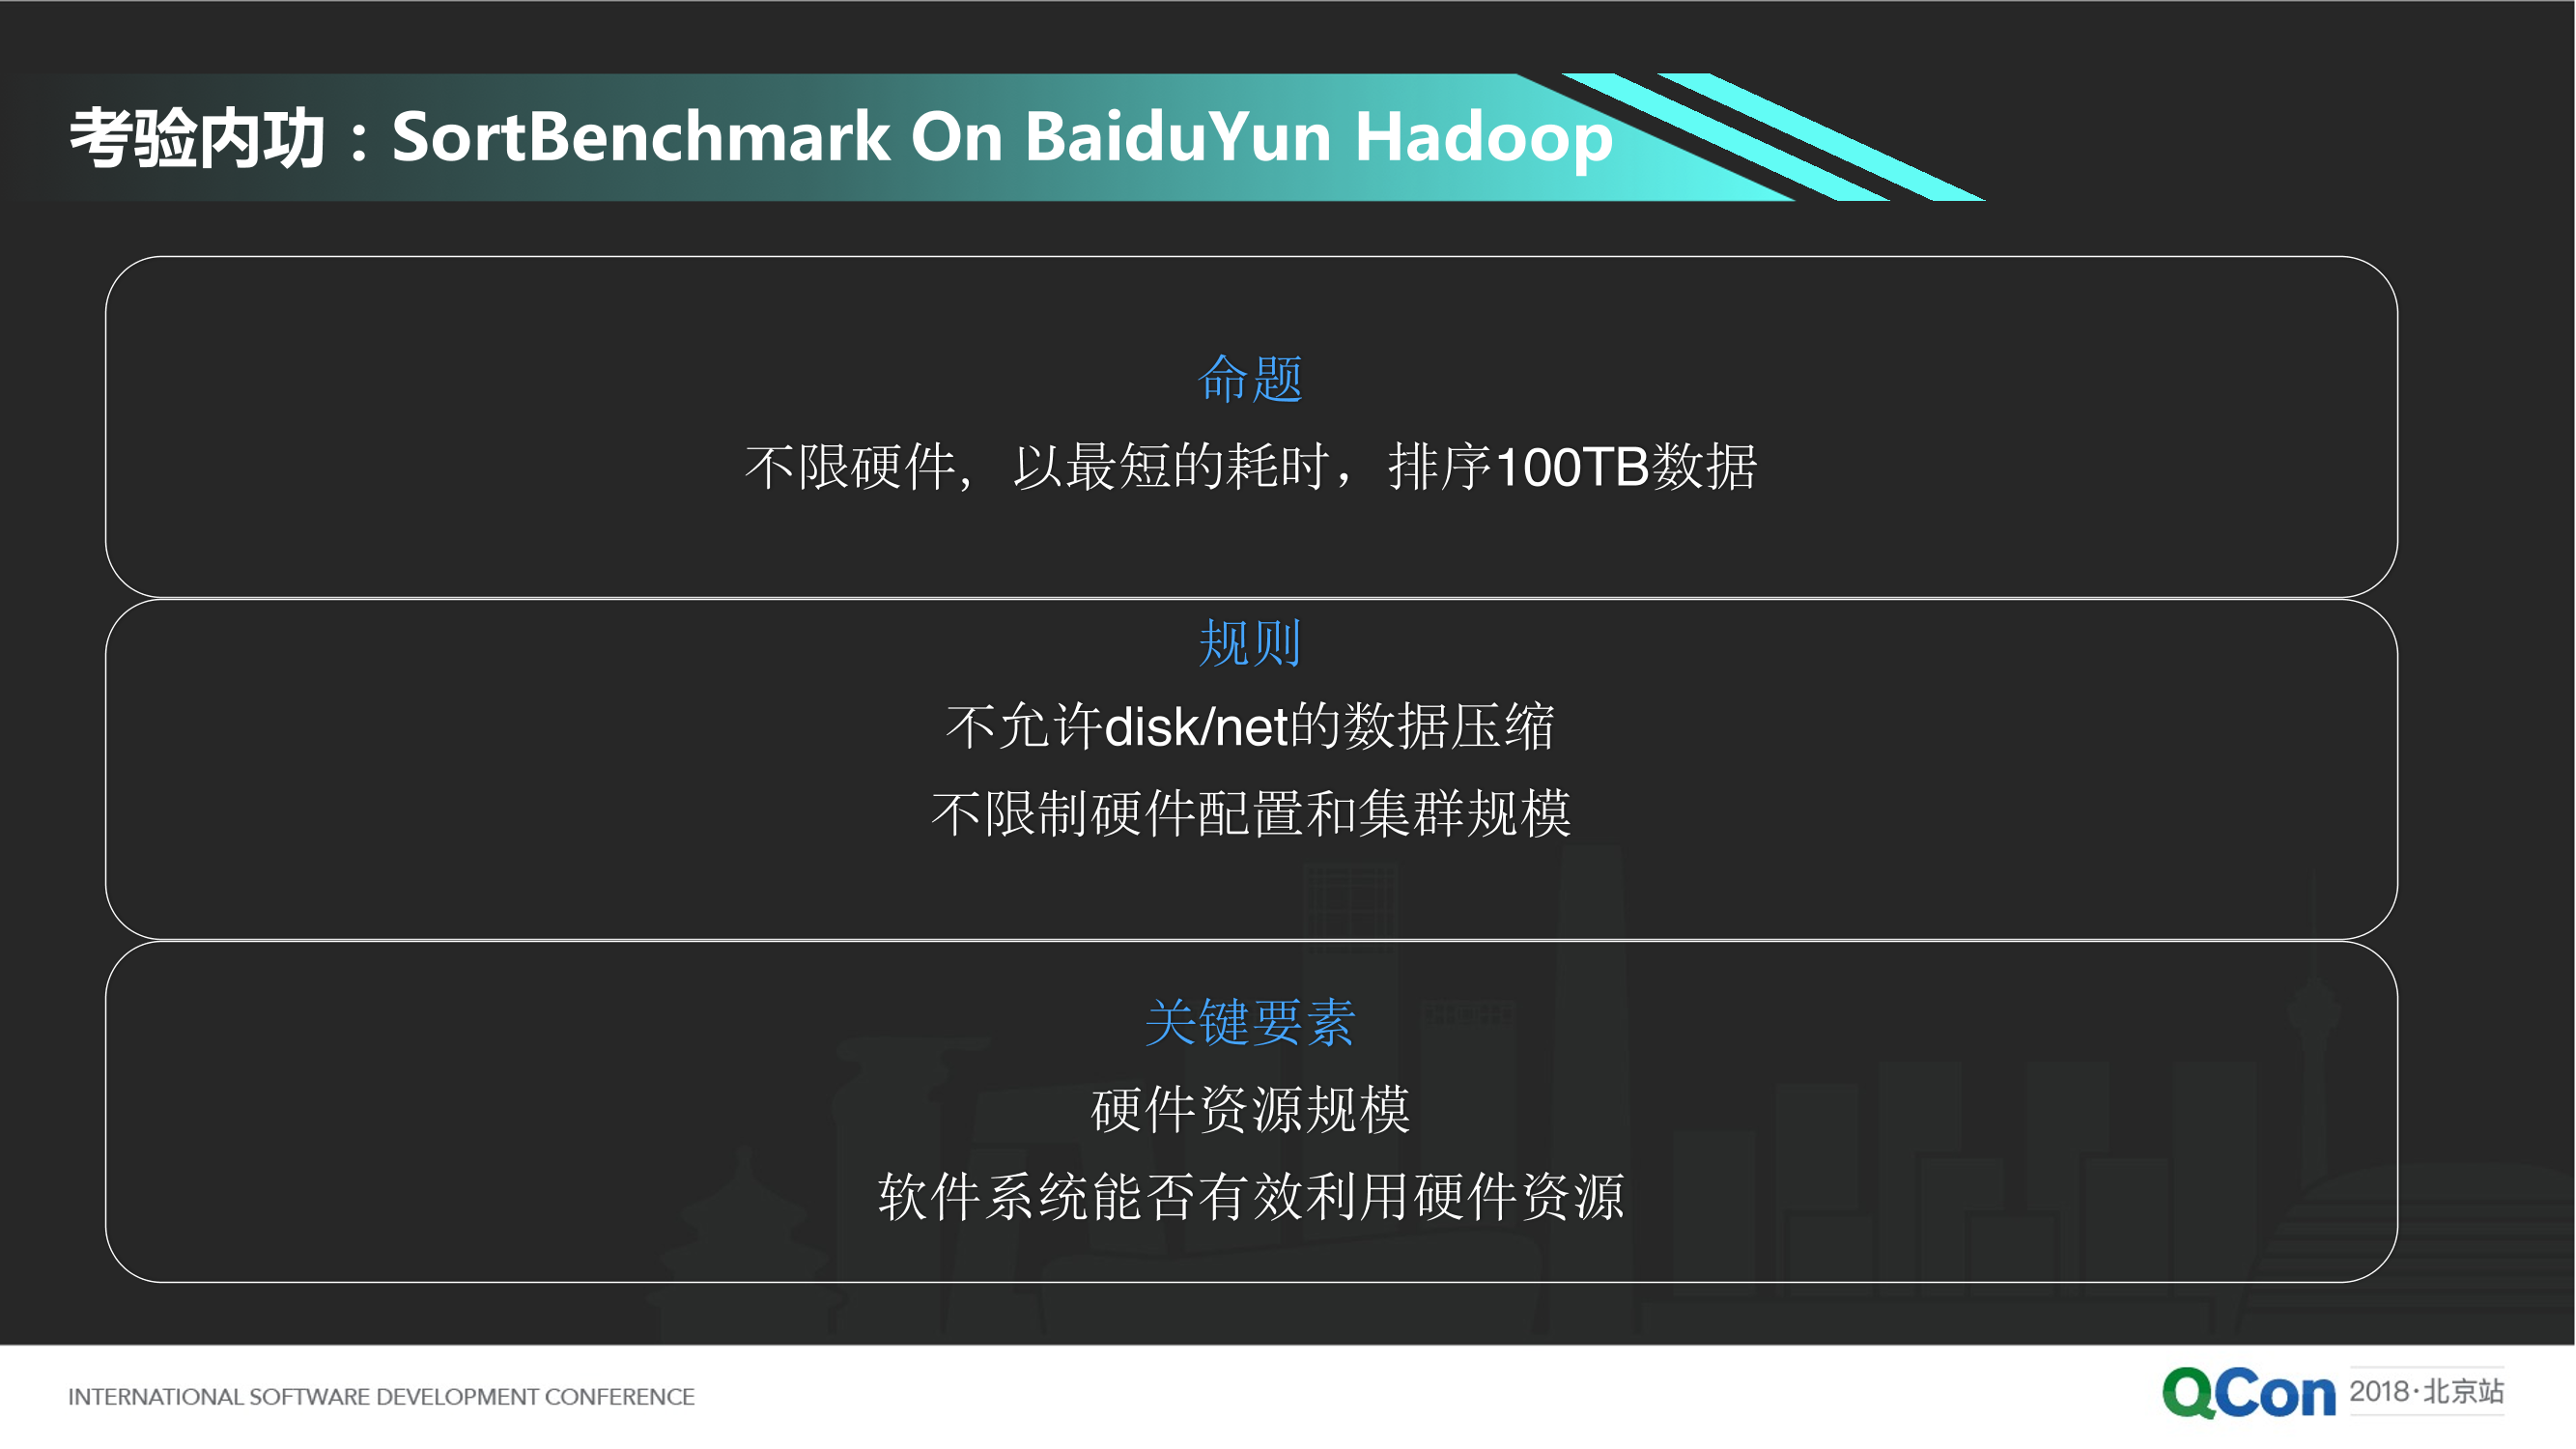 考验内功：SortBenchmark On BaiduYun Hadoop
命题
不限硬件，以最短的耗时，排序100TB数据
规则
不允许disk/net的数据压缩
不限制硬件配置和集群规模
关键要素
硬件资源规模
软件系统能否有效利用硬件资源
INTERNATIONAL SOFTWARE DEVELOPMENT CONFERENCE
QCon 2018·北京站